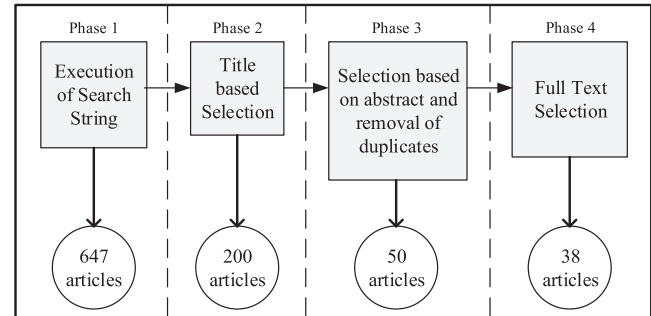 Phase 1
Phase 2
Phase 3
Phase 4
Execution
of Search
String
Title
based
Selection
Selection based
on abstract and
removal of
duplicates
Full Text
Selection
647
articles
200
articles
50
articles
38
articles